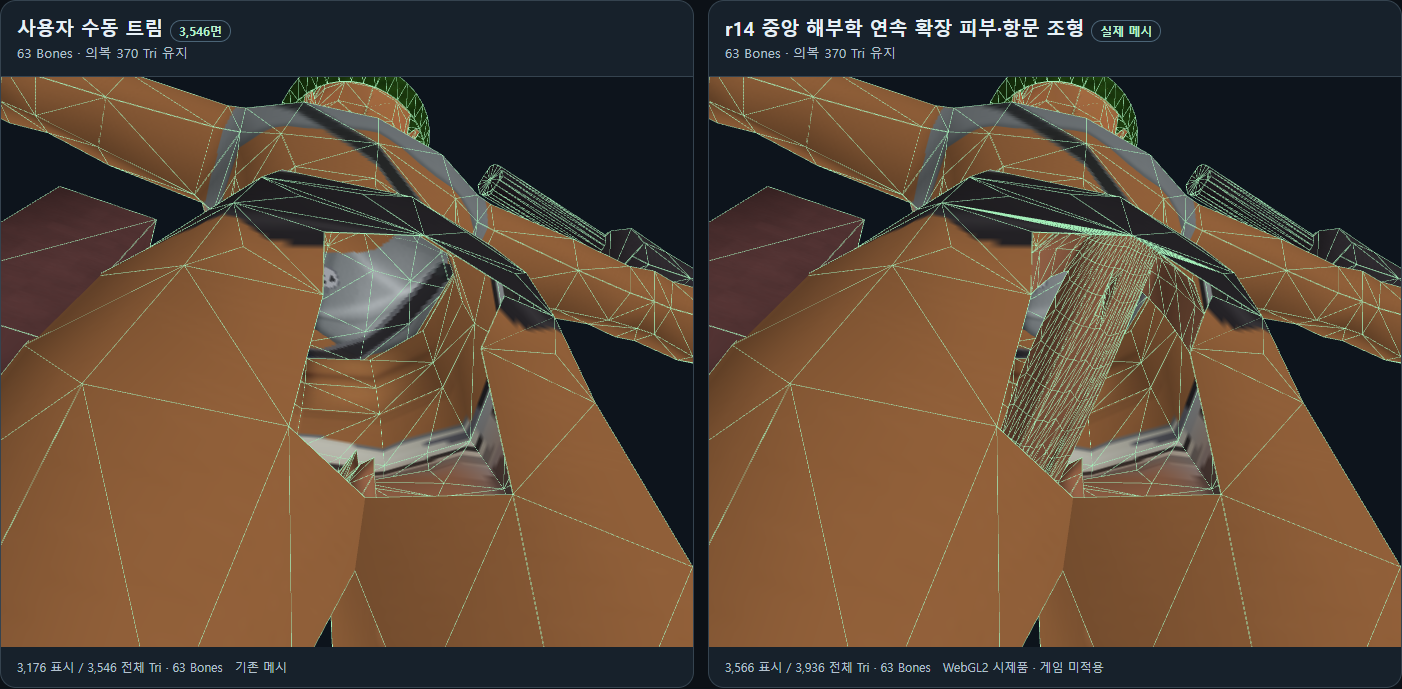 사용자 수동 트림 3,546면
63 Bones · 의복 370 Tri 유지
3,176 표시 / 3,546 전체 Tri · 63 Bones 기존 메시
r14 중앙 해부학 연속 확장 피부·항문 조형 실제 메시
63 Bones · 의복 370 Tri 유지
3,566 표시 / 3,936 전체 Tri · 63 Bones WebGL2 시제품 · 게임 미적용